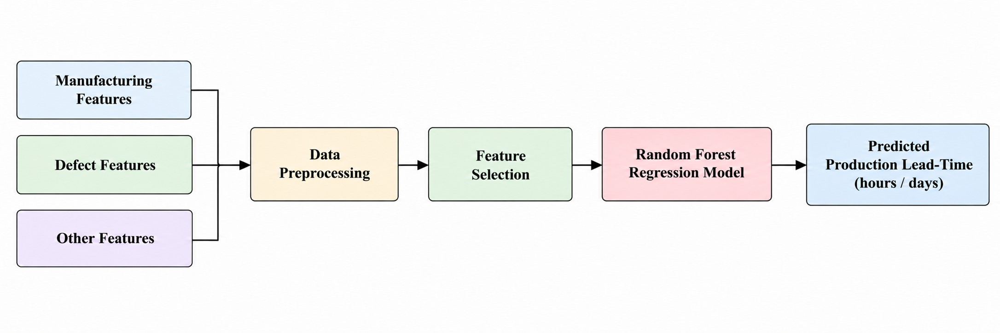 Manufacturing
Features
Defect Features
Other Features
Data
Preprocessing
Feature
Selection
Random Forest
Regression Model
Predicted
Production Lead-Time
(hours / days)